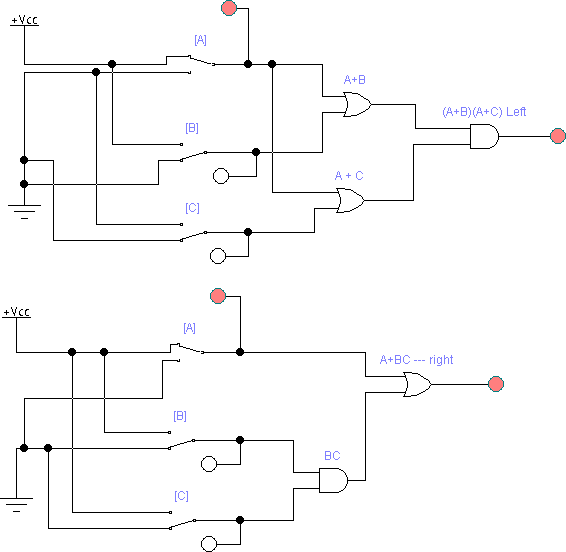 +Vcc
[A]
A+B
(A+B)(A+C) Left
[B]
A + C
[C]
+Vcc
[A]
A+BC --- right
[B]
BC
[C]